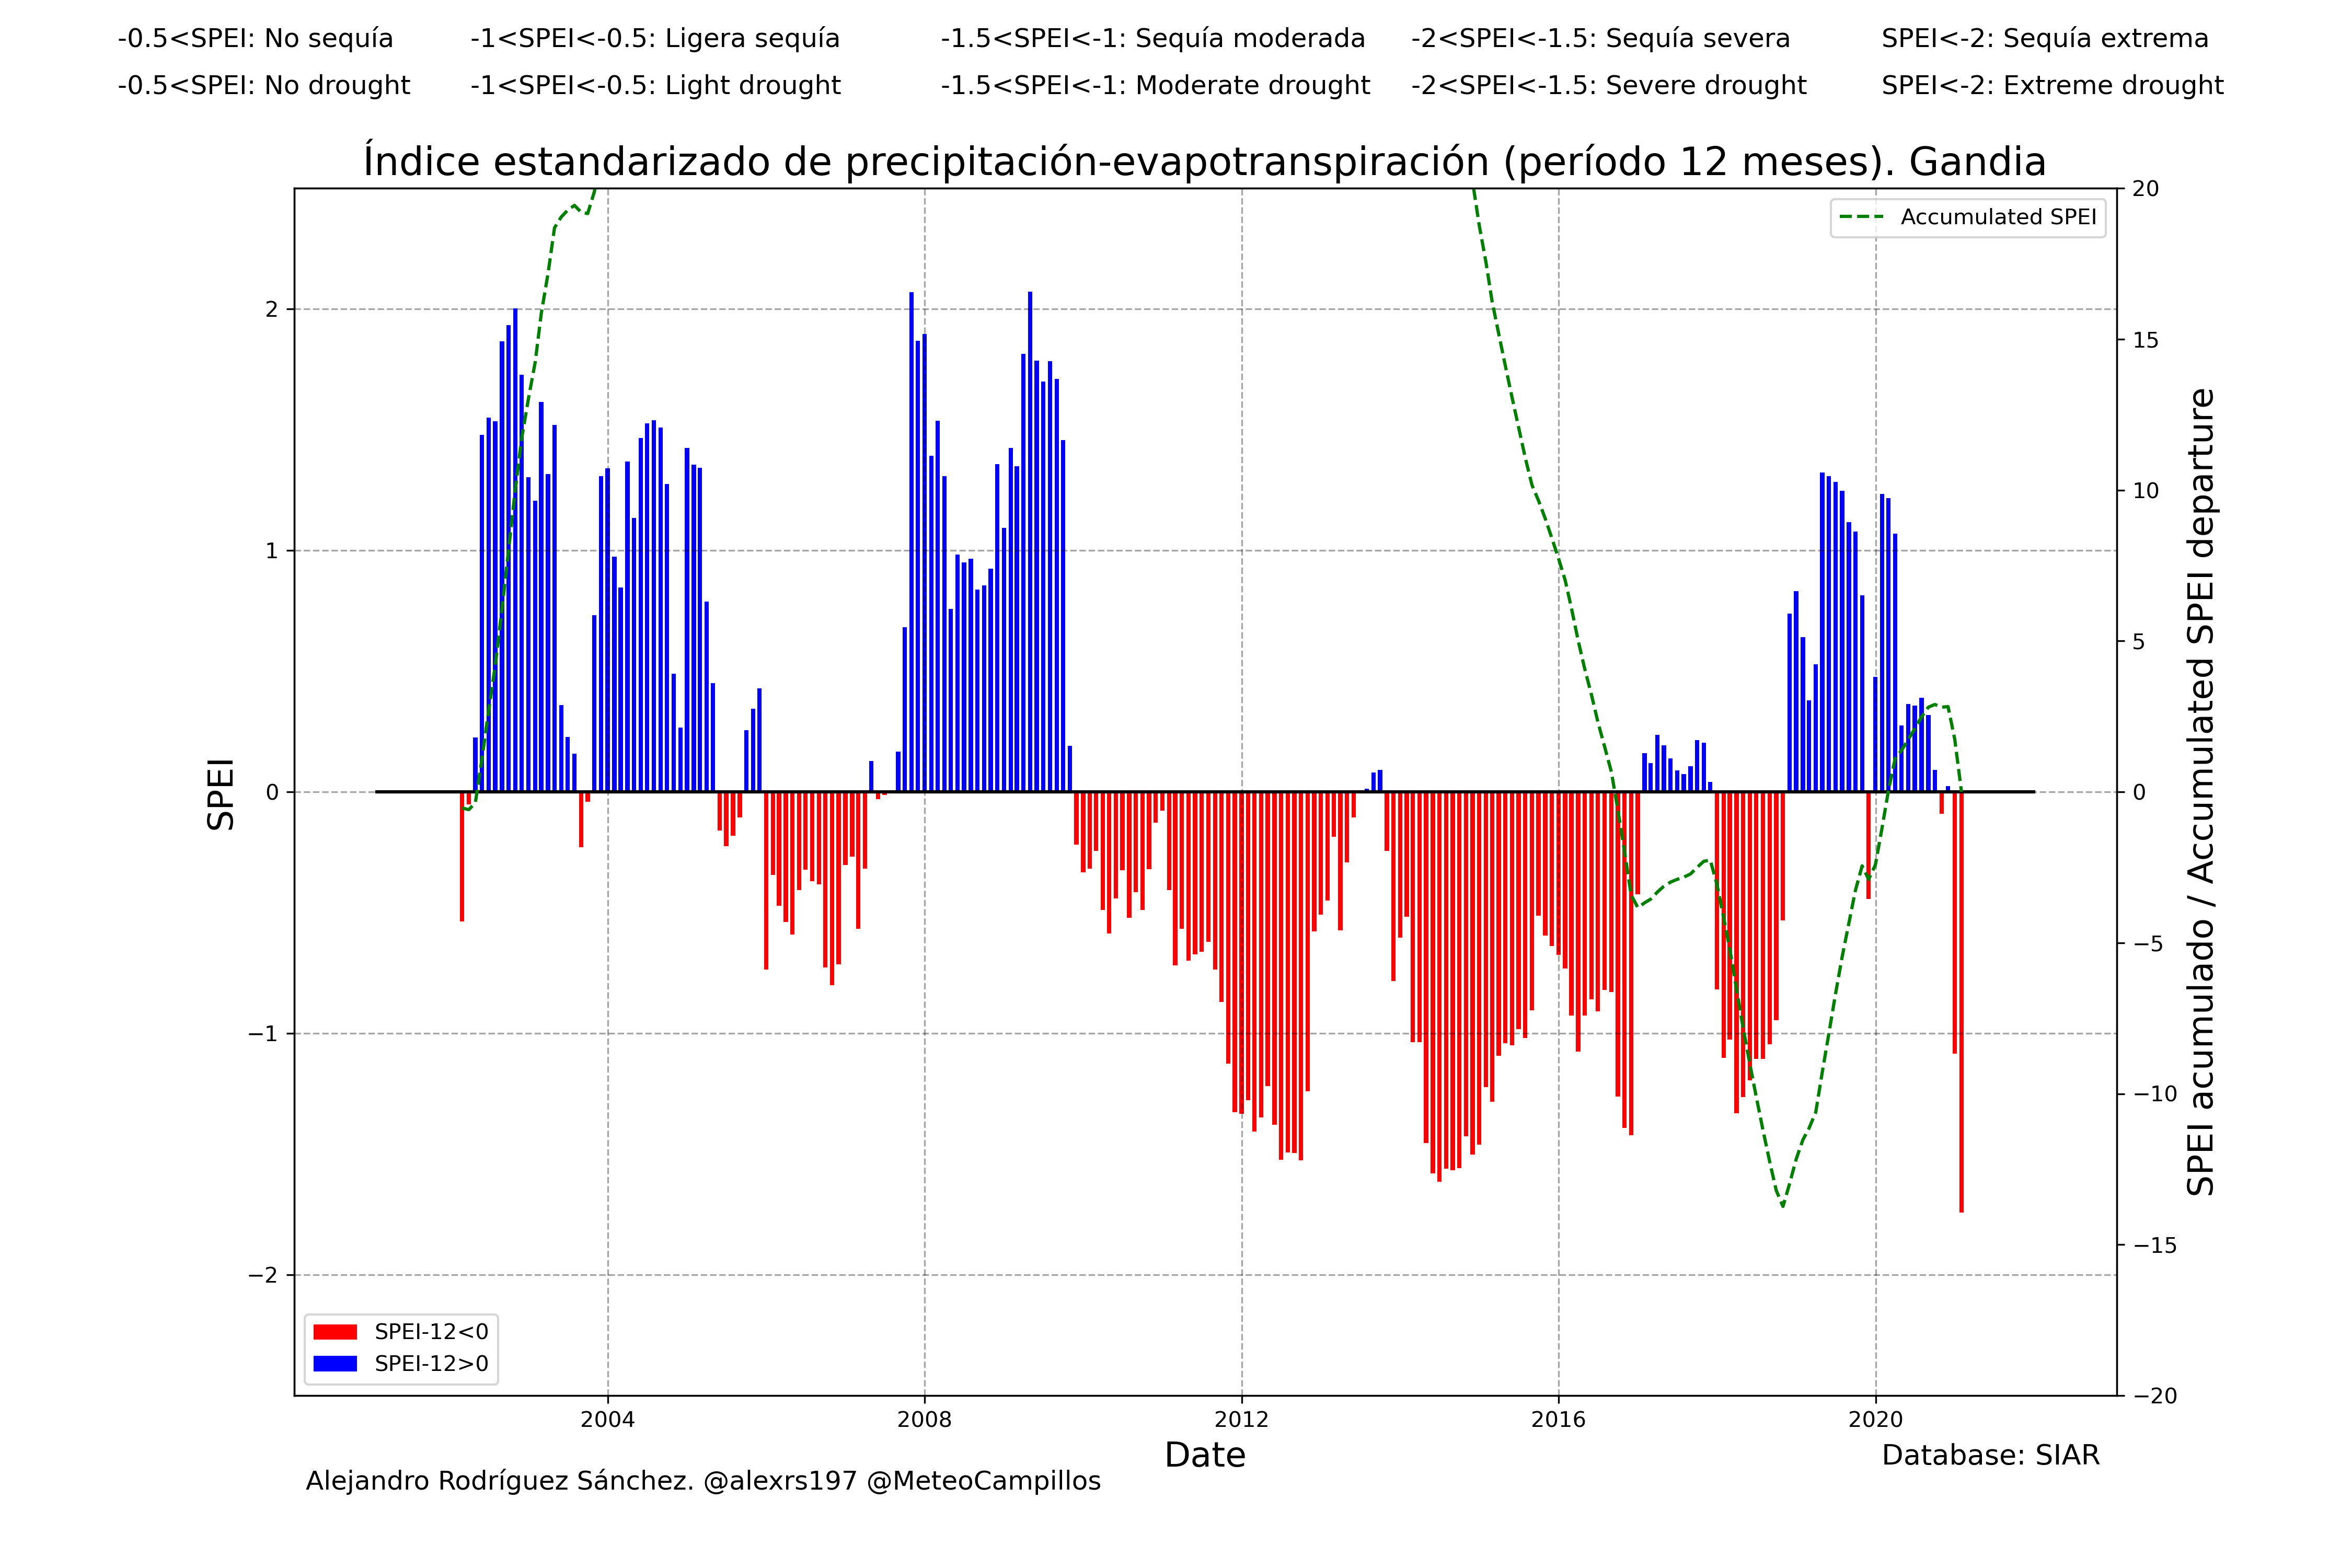 -0.5<SPEI: No sequía -1<SPEI<-0.5: Ligera sequía -1.5<SPEI<-1: Sequía moderada -2<SPEI<-1.5: Sequía severa SPEI<-2: Sequía extrema
-0.5<SPEI: No drought -1<SPEI<-0.5: Light drought -1.5<SPEI<-1: Moderate drought -2<SPEI<-1.5: Severe drought SPEI<-2: Extreme drought
Índice estandarizado de precipitación-evapotranspiración (período 12 meses). Gandia
Accumulated SPEI
SPEI
2
1
0
−1
−2
20
15
10
5
0
−5
−10
−15
−20
SPEI acumulado / Accumulated SPEI departure
SPEI-12<0
SPEI-12>0
2004 2008 2012 2016 2020
Date
Database: SIAR
Alejandro Rodríguez Sánchez. @alexrs197 @MeteoCampillos